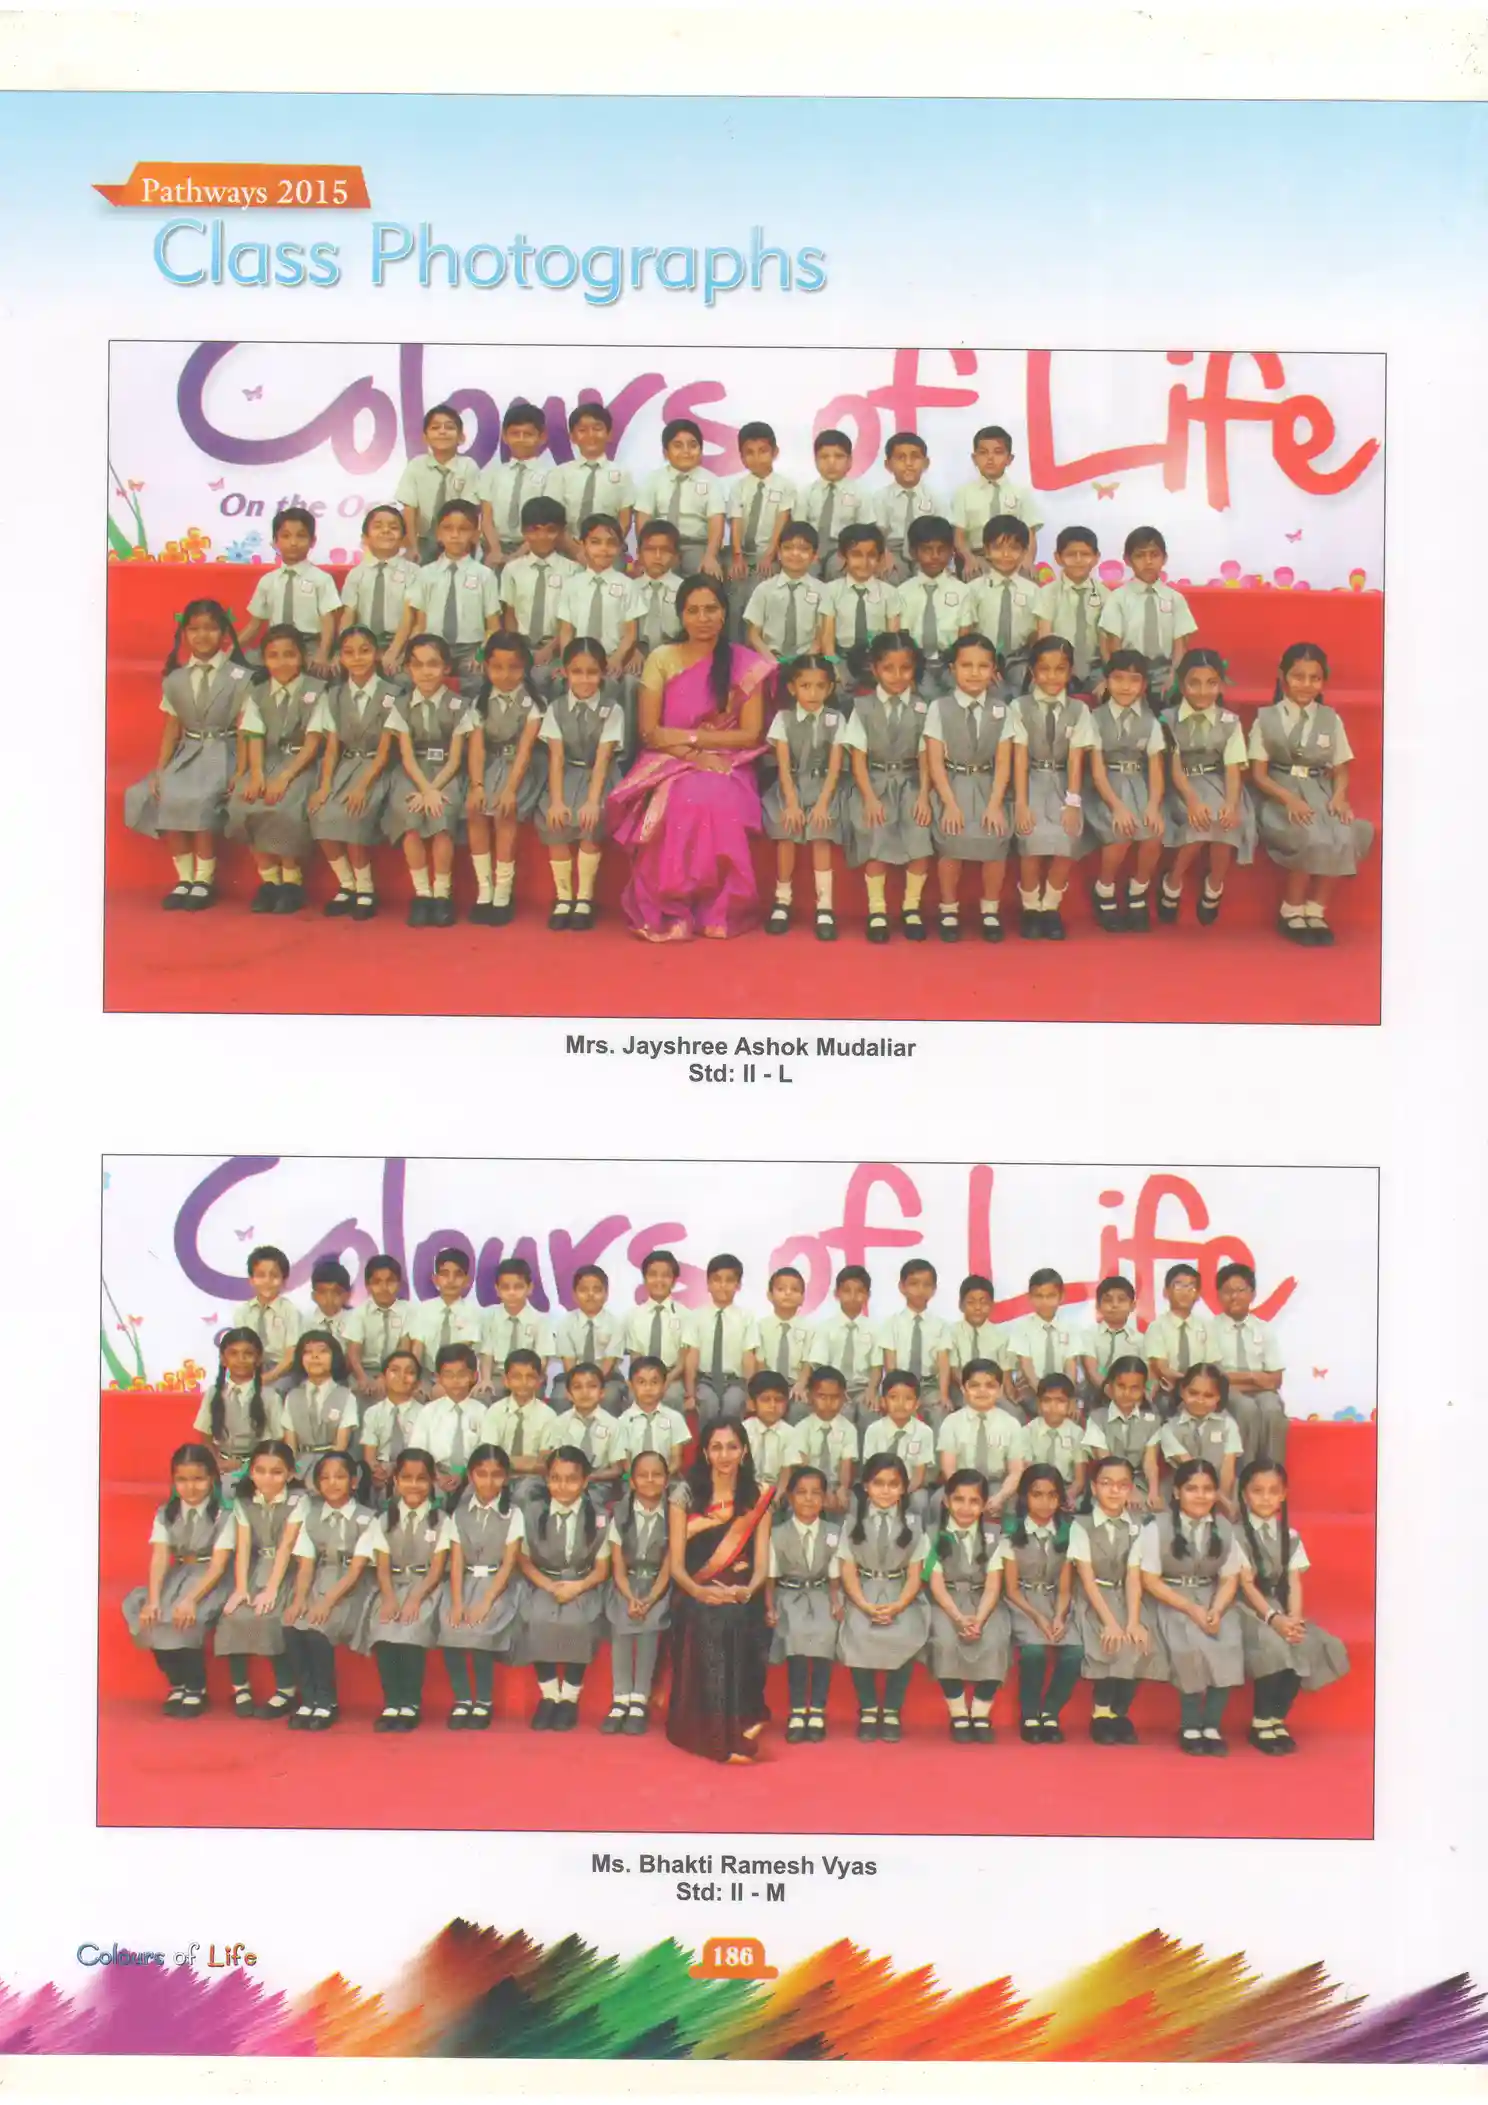 Pathways 2015
Class Photographs
Colours of Life
On the Occ
Mrs. Jayshree Ashok Mudaliar
Std: II - L
Colours of Life
Ms. Bhakti Ramesh Vyas
Std: II - M
Colours of Life
186